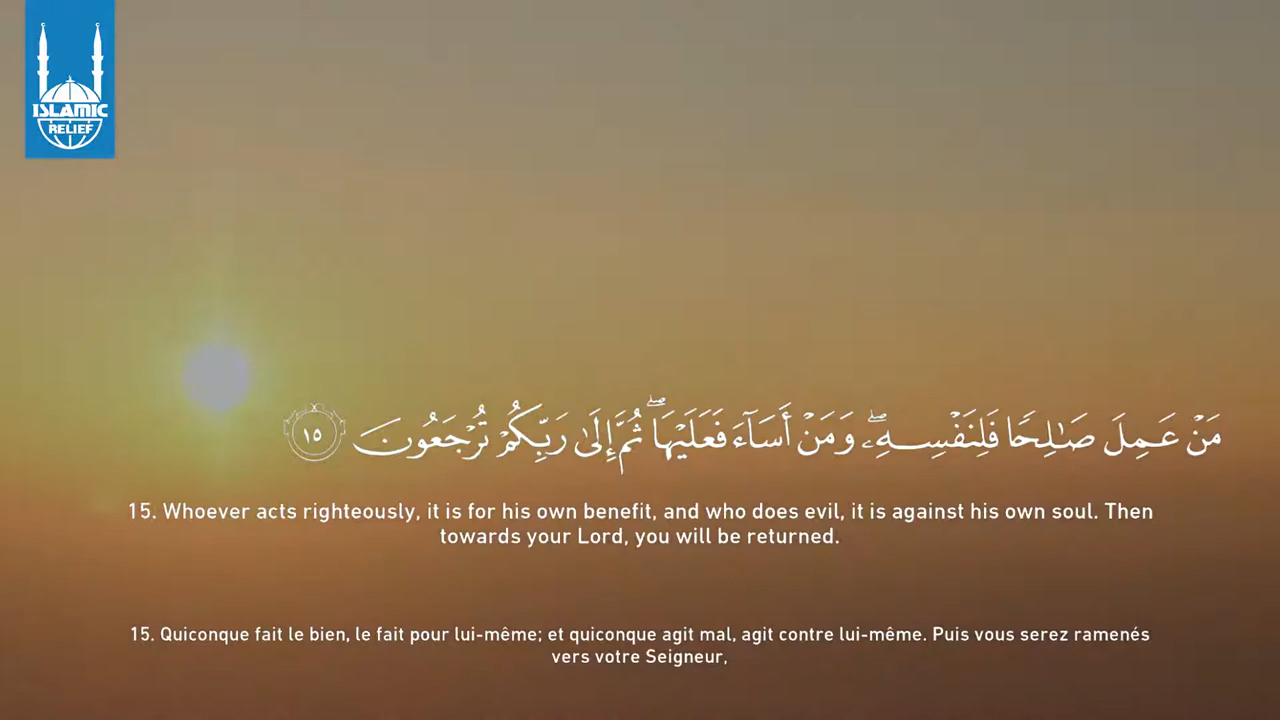 ISLAMIC
RELIEF
مَنْ عَمِلَ صَـٰلِحًا فَلِنَفْسِهِۦ ۖ وَمَنْ أَسَآءَ فَعَلَيْهَا ۖ ثُمَّ إِلَىٰ رَبِّكُمْ تُرْجَعُونَ ١٥
15. Whoever acts righteously, it is for his own benefit, and who does evil, it is against his own soul. Then
towards your Lord, you will be returned.
15. Quiconque fait le bien, le fait pour lui-même; et quiconque agit mal, agit contre lui-même. Puis vous serez ramenés
vers votre Seigneur,